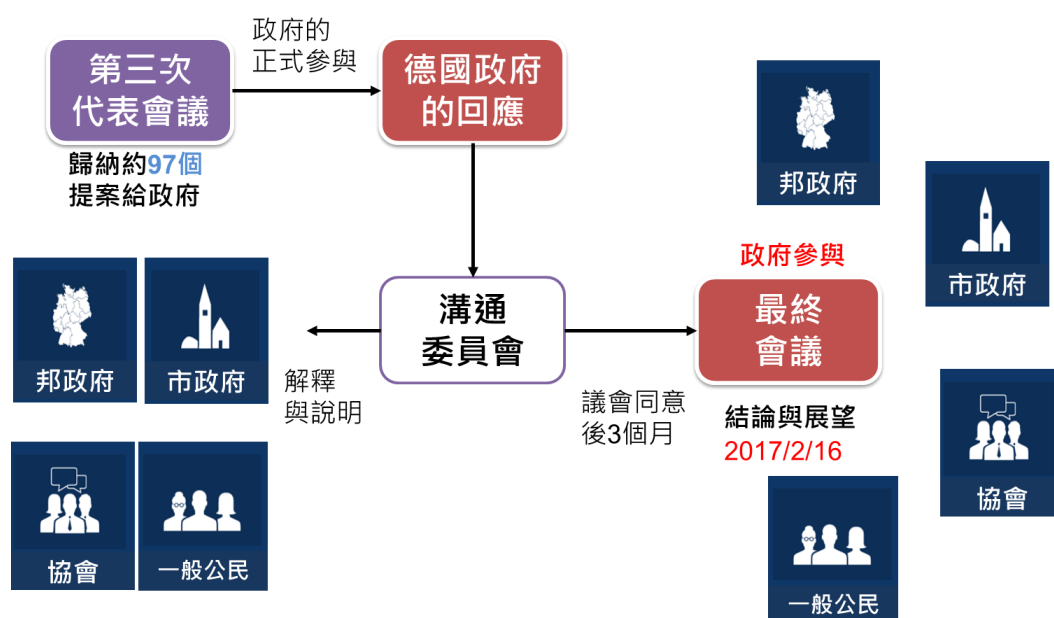 第三次
代表會議
歸納約97個
提案給政府
政府的
正式參與
德國政府
的回應
溝通
委員會
解釋
與說明
邦政府
市政府
協會
一般公民
議會同意
後3個月
政府參與
最終
會議
結論與展望
2017/2/16
邦政府
市政府
協會
一般公民